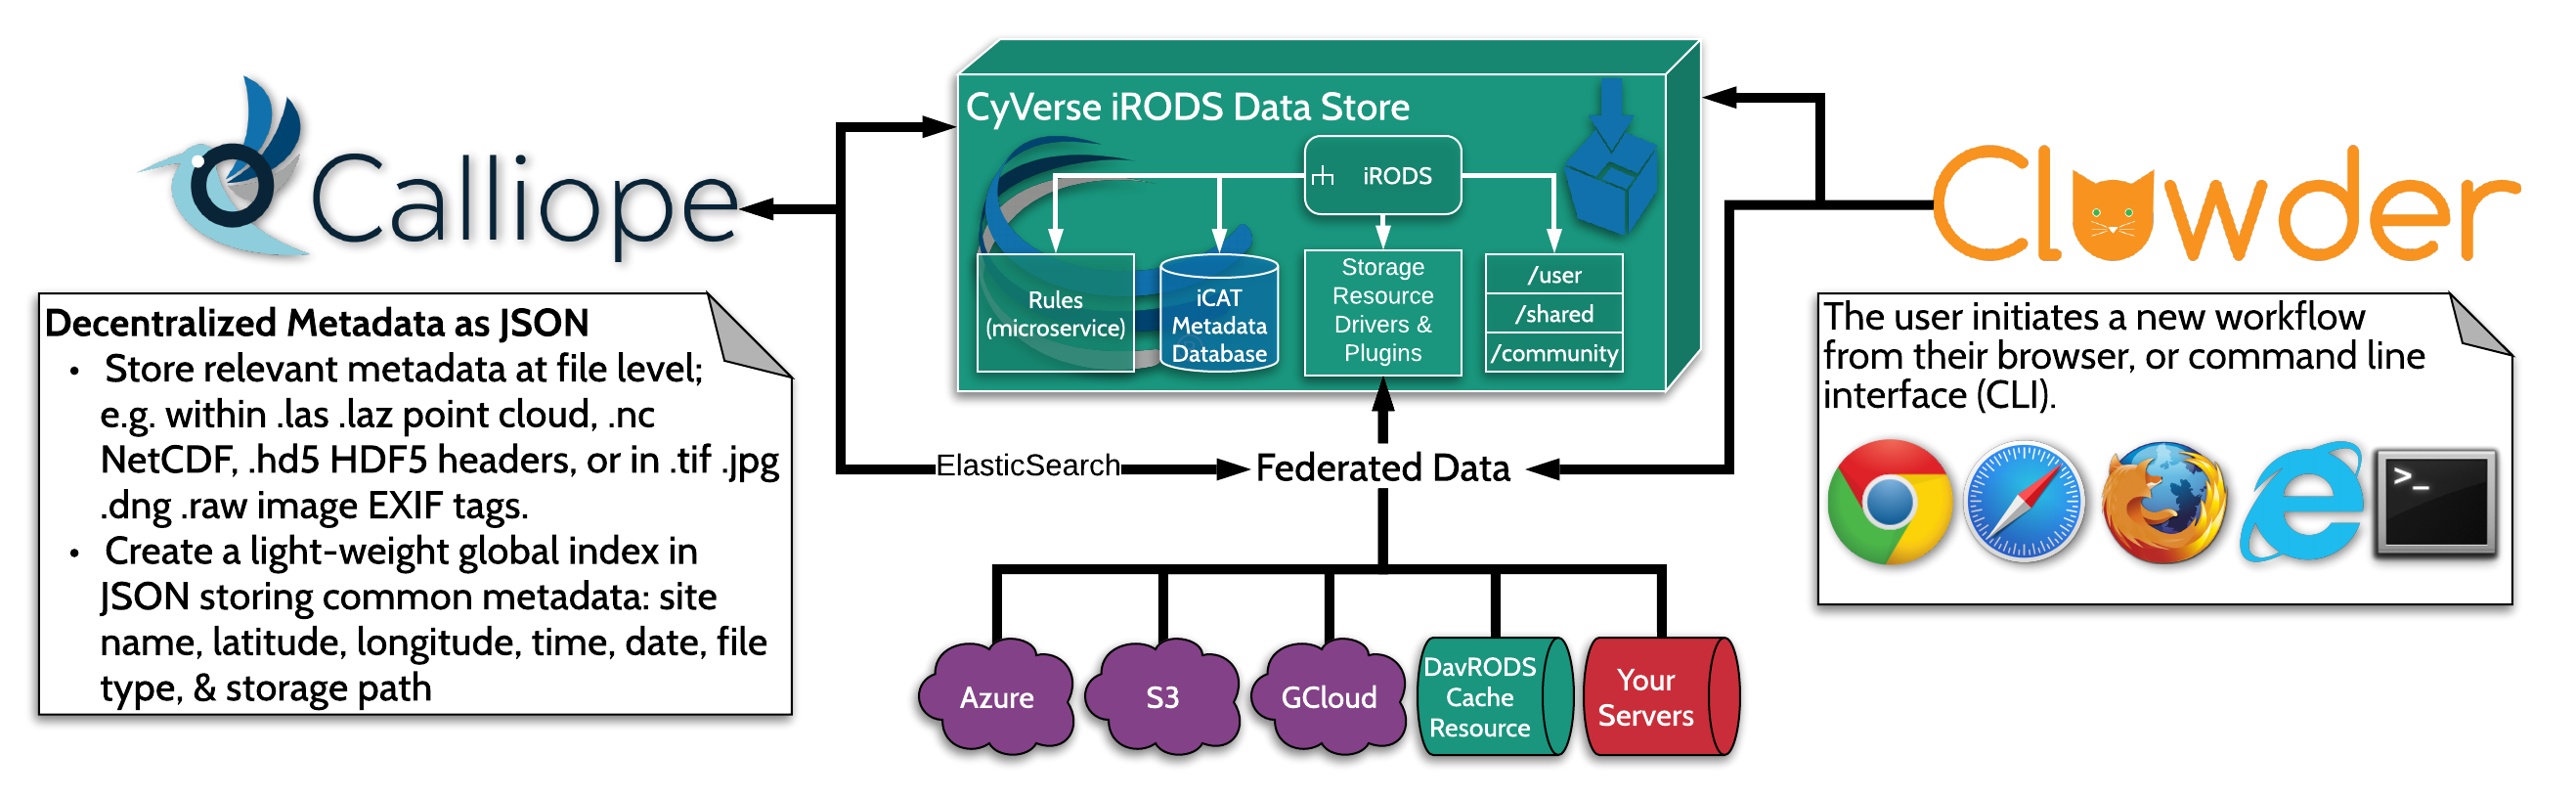 Calliope
Decentralized Metadata as JSON
• Store relevant metadata at file level;
e.g. within .las .laz point cloud, .nc
NetCDF, .hd5 HDF5 headers, or in .tif .jpg
.dng .raw image EXIF tags.
• Create a light-weight global index in
JSON storing common metadata: site
name, latitude, longitude, time, date, file
type, & storage path
CyVerse iRODS Data Store
iRODS
Rules
(microservice)
iCAT
Metadata
Database
Storage
Resource
Drivers &
Plugins
/user
/shared
/community
ElasticSearch
Federated Data
Azure
S3
GCloud
DavRODS
Cache
Resource
Your
Servers
Clowder
The user initiates a new workflow
from their browser, or command line
interface (CLI).
>_